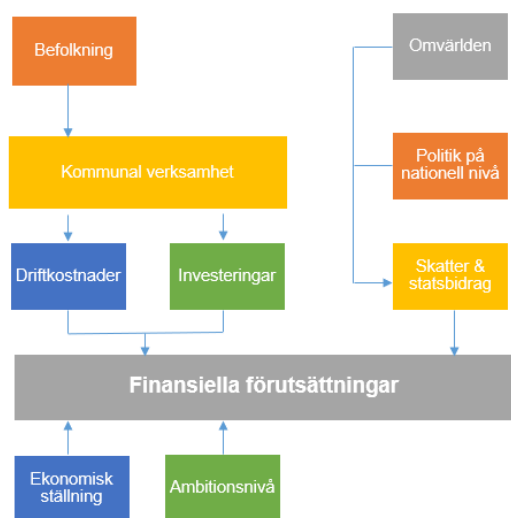 Befolkning
Omvärlden
Kommunal verksamhet
Politik på
nationell nivå
Driftkostnader
Investeringar
Skatter &
statsbidrag
Finansiella förutsättningar
Ekonomisk
ställning
Ambitionsnivå